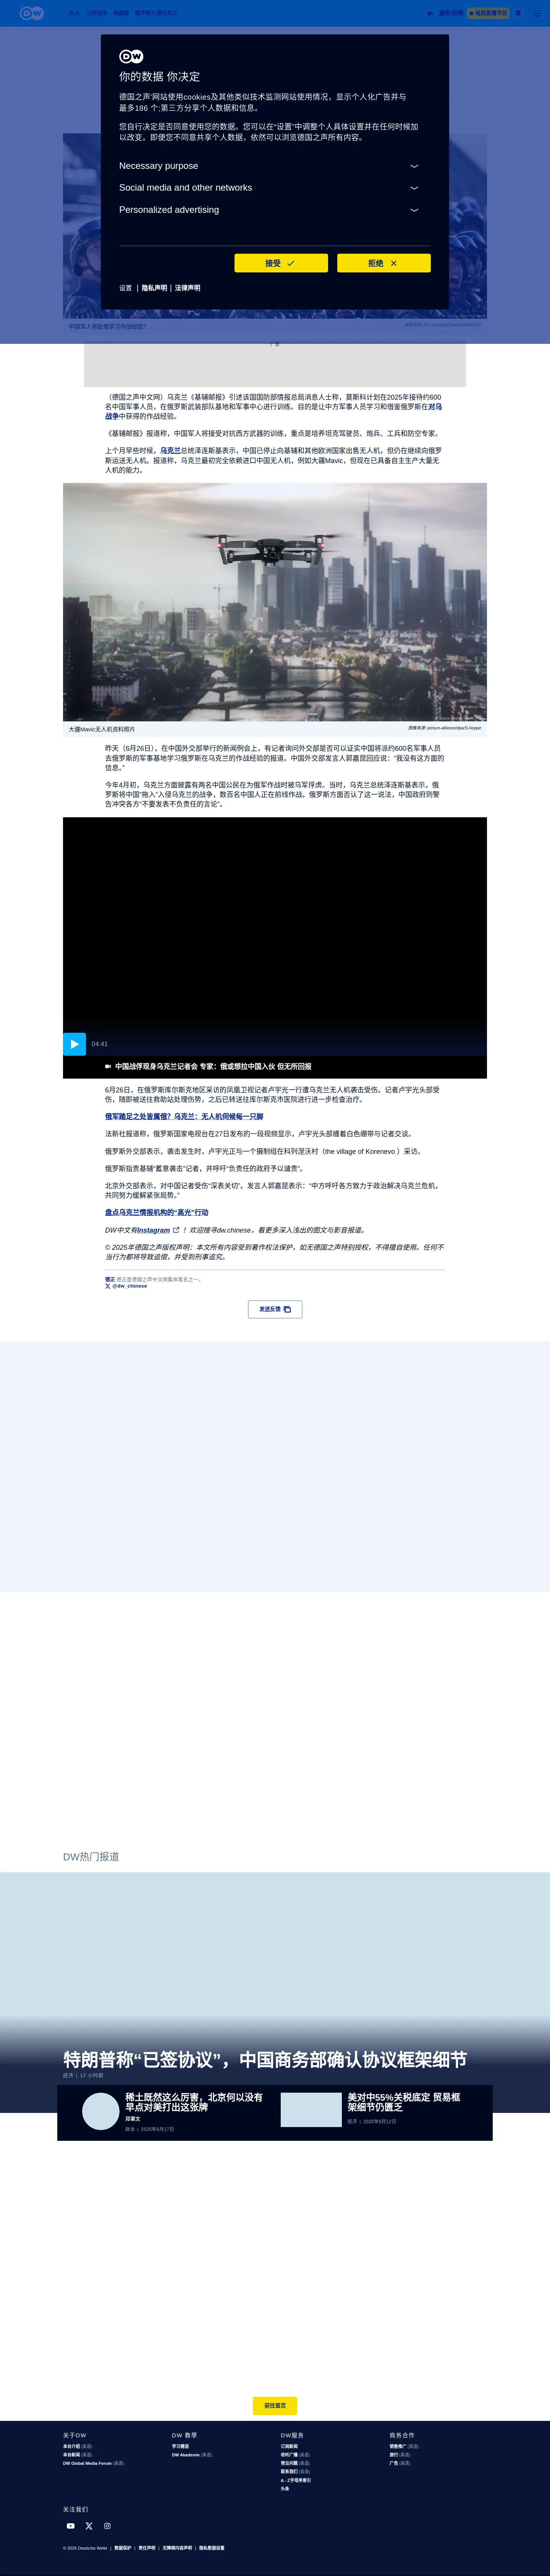 DW
最新视频
电视直播节目
DW
你的数据 你决定
德国之声'网站使用cookies及其他类似技术监测网站使用情况，显示个人化广告并与
最多186 个;第三方分享个人数据和信息。
您自行决定是否同意使用您的数据。您可以在“设置”中调整个人具体设置并在任何时候加
以改变。即使您不同意共享个人数据，依然可以浏览德国之声所有内容。
Necessary purpose
Social media and other networks
Personalized advertising
接受
拒绝
设置 | 隐私声明 | 法律声明
中国军人将赴俄学习作战经验?
广告
（德国之声中文网）乌克兰《基辅邮报》引述该国国防部情报总局消息人士称，莫斯科计划在2025年接待约600
名中国军事人员，在俄罗斯武装部队基地和军事中心进行训练。目的是让中方军事人员学习和借鉴俄罗斯在对乌
战争中获得的作战经验。
《基辅邮报》报道称，中国军人将接受对抗西方武器的训练，重点是培养坦克驾驶员、炮兵、工兵和防空专家。
上个月早些时候，乌克兰总统泽连斯基表示，中国已停止向基辅和其他欧洲国家出售无人机，但仍在继续向俄罗
斯运送无人机。报道称，乌克兰最初完全依赖进口中国无人机，例如大疆Mavic，但现在已具备自主生产大量无
人机的能力。
大疆Mavic无人机资料照片
图像来源: picture-alliance/dpa/S.Hoppe
昨天（6月26日），在中国外交部举行的新闻例会上，有记者询问外交部是否可以证实中国将派约600名军事人员
去俄罗斯的军事基地学习俄罗斯在乌克兰的作战经验的报道。中国外交部发言人郭嘉昆回应说：“我没有这方面的
信息。”
今年4月初，乌克兰方面披露有两名中国公民在为俄军作战时被乌军俘虏。当时，乌克兰总统泽连斯基表示，俄
罗斯将中国“拖入”入侵乌克兰的战争，数百名中国人正在前线作战。俄罗斯方面否认了这一说法，中国政府则警
告冲突各方“不要发表不负责任的言论”。
04:41
中国战俘现身乌克兰记者会 专家：俄或想拉中国入伙 但无所回报
6月26日，在俄罗斯库尔斯克地区采访的凤凰卫视记者卢宇光一行遭乌克兰无人机袭击受伤。记者卢宇光头部受
伤，随即被送往救助站处理伤势，之后已转送往库尔斯克市医院进行进一步检查治疗。
俄军踏足之处皆属俄？乌克兰：无人机伺候每一只脚
法新社报道称，俄罗斯国家电视台在27日发布的一段视频显示，卢宇光头部缠着白色绷带与记者交谈。
俄罗斯外交部表示，袭击发生时，卢宇光正与一个摄制组在科列涅沃村（the village of Korenevo ）采访。
俄罗斯指责基辅“蓄意袭击”记者，并呼吁“负责任的政府予以谴责”。
北京外交部表示，对中国记者受伤“深表关切”。发言人郭嘉昆表示：“中方呼吁各方致力于政治解决乌克兰危机，
共同努力缓解紧张局势。”
盘点乌克兰情报机构的“高光”行动
DW中文有Instagram ！欢迎搜寻dw.chinese，看更多深入浅出的图文与影音报道。
© 2025年德国之声版权声明：本文所有内容受到著作权法保护，如无德国之声特别授权，不得擅自使用。任何不
当行为都将导致追偿，并受到刑事追究。
德正 德正是德国之声中文网集体笔名之一。
@dw_chinese
发送反馈
DW热门报道
特朗普称“已签协议”，中国商务部确认协议框架细节
经济 | 12 小时前
稀土既然这么厉害，北京何以没有
早点对美打出这张牌
邓聿文
政治 | 2025年6月17日
美对中55%关税底定 贸易框
架细节仍匮乏
经济 | 2025年6月12日
前往首页
关于DW
本台介绍 (英语)
本台新闻 (英语)
DW Global Media Forum (英语)
DW 教學
学习德语
DW Akademie (英语)
DW服务
订阅新闻
收听广播 (英语)
常见问题 (英语)
联系我们 (英语)
A - Z字母序索引
头条
商务合作
销售推广 (英语)
旅行 (英语)
广告 (英语)
关注我们
© 2025 Deutsche Welle | 数据保护 | 责任声明 | 无障碍内容声明 | 隐私数据设置